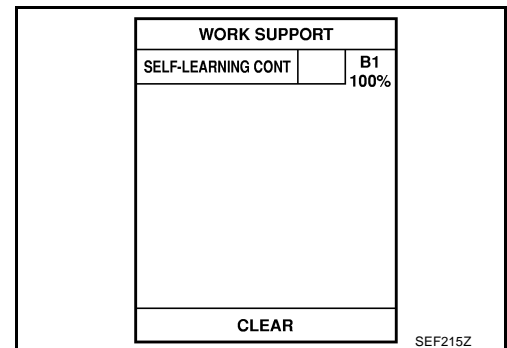 WORK SUPPORT
SELF-LEARNING CONT B1
100%
CLEAR
SEF215Z